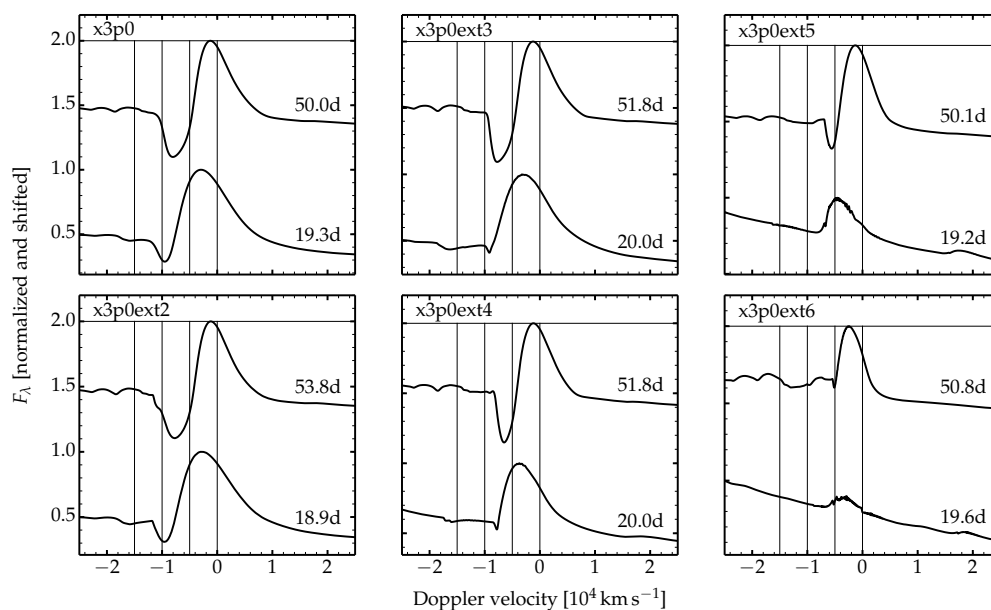 x3p0
x3p0ext3
x3p0ext5
2.0
1.5
1.0
0.5
50.0d
19.3d
51.8d
20.0d
50.1d
19.2d
x3p0ext2
x3p0ext4
x3p0ext6
2.0
1.5
1.0
0.5
53.8d
18.9d
51.8d
20.0d
50.8d
19.6d
−2 −1 0 1 2
−2 −1 0 1 2
−2 −1 0 1 2
Fλ [normalized and shifted]
Doppler velocity [10⁴ km s⁻¹]